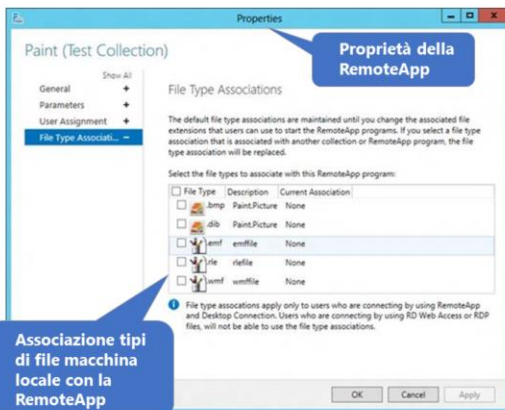 Properties
Paint (Test Collection)
Proprietà della
RemoteApp
Show All
General +
Parameters +
User Assignment +
File Type Associati... −
File Type Associations
The default file type associations are maintained until you change the associated file
extensions that users can use to start the RemoteApp programs. If you select a file type
association that is associated with another collection or RemoteApp program, the file
type association will be replaced.
Select the file types to associate with this RemoteApp program:
File Type Description Current Association
.bmp Paint.Picture None
.dib Paint.Picture None
.emf emffile None
.rle rlefile None
.wmf wmffile None
File type assocations apply only to users who are connecting by using RemoteApp
and Desktop Connection. Users who are connecting by using RD Web Access or RDP
files, will not be able to use the file type associations.
Associazione tipi
di file macchina
locale con la
RemoteApp
OK Cancel Apply